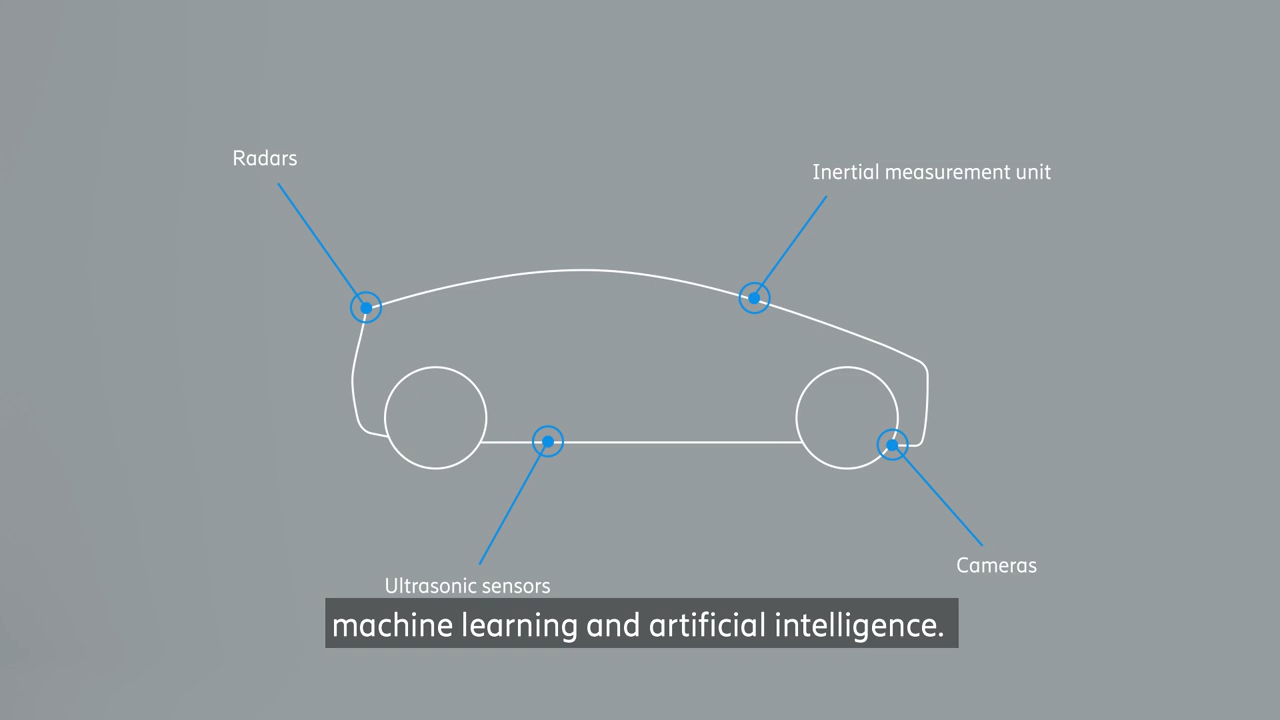 Radars
Inertial measurement unit
Cameras
Ultrasonic sensors
machine learning and artificial intelligence.